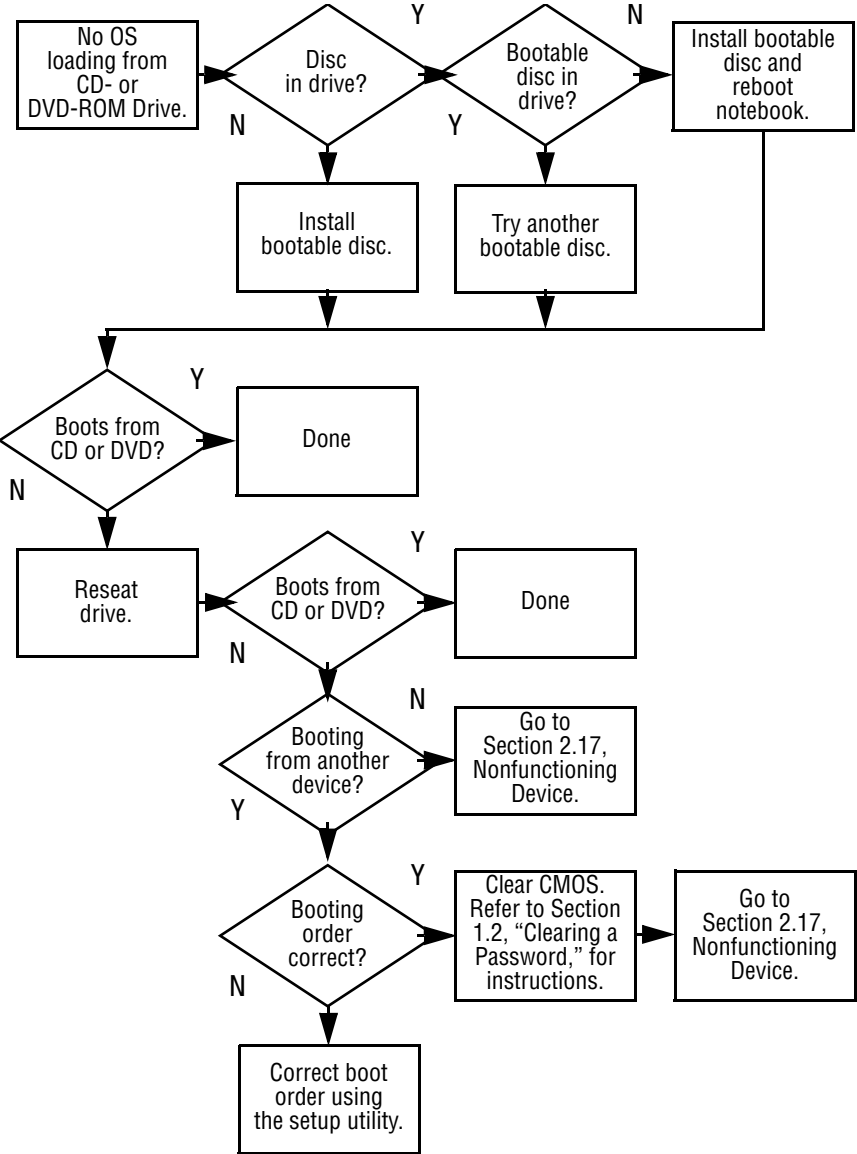 No OS
loading from
CD- or
DVD-ROM Drive.
Disc
in drive?
Y
N
Bootable
disc in
drive?
N
Y
Install bootable
disc and
reboot
notebook.
Install
bootable disc.
Try another
bootable disc.
Boots from
CD or DVD?
Y
N
Done
Reseat
drive.
Boots from
CD or DVD?
Y
N
Done
Booting
from another
device?
N
Y
Go to
Section 2.17,
Nonfunctioning
Device.
Booting
order
correct?
Y
N
Clear CMOS.
Refer to Section
1.2, “Clearing a
Password,” for
instructions.
Go to
Section 2.17,
Nonfunctioning
Device.
Correct boot
order using
the setup utility.